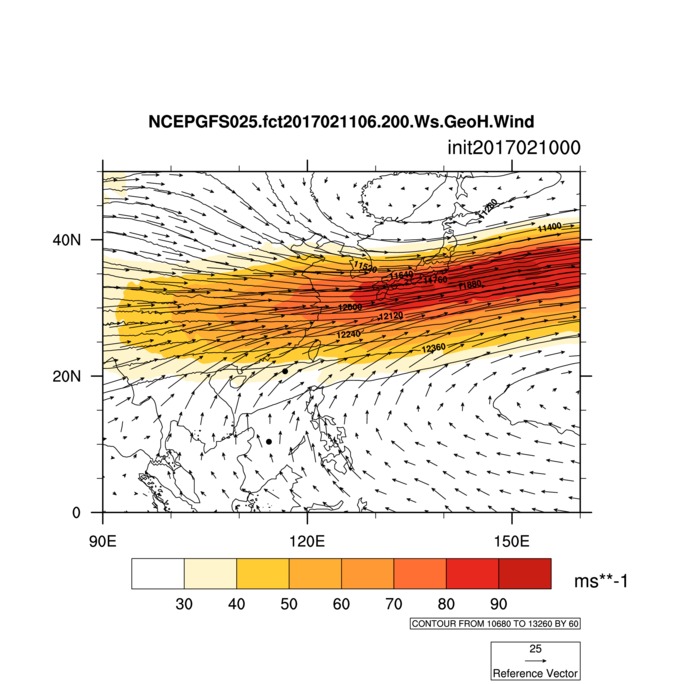 NCEPGFS025.fct2017021106.200.Ws.GeoH.Wind
init2017021000
11280
11400
40N
11520
11640
11760
11880
12000
12120
12240
12360
20N
0
90E 120E 150E
30 40 50 60 70 80 90
ms**-1
CONTOUR FROM 10680 TO 13260 BY 60
25
Reference Vector